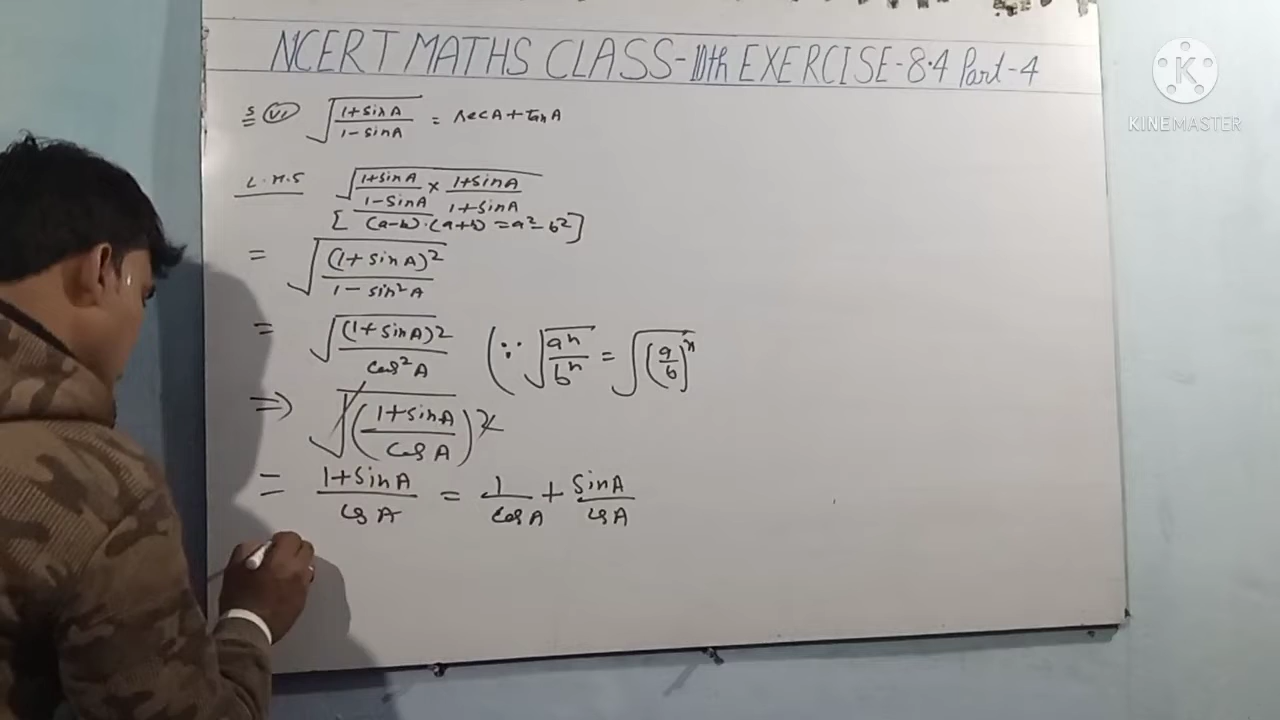 NCERT MATHS CLASS-10th EXERCISE-8.4 Part-4
K
KINEMASTER
5 (vi) √((1+sinA)/(1-sinA)) = secA+tanA
L.H.S √((1+sinA)/(1-sinA) × (1+sinA)/(1+sinA))
[ (a-b)·(a+b) = a²-b² ]
= √((1+sinA)²/(1-sin²A))
= √((1+sinA)²/cos²A) (∵ √(aⁿ/bⁿ) = √(a/b)ⁿ
⇒ √((1+sinA)/cosA)²
= (1+sinA)/cosA = 1/cosA + sinA/cosA